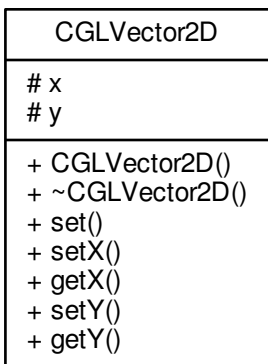 CGLVector2D
# x
# y
+ CGLVector2D()
+ ~CGLVector2D()
+ set()
+ setX()
+ getX()
+ setY()
+ getY()